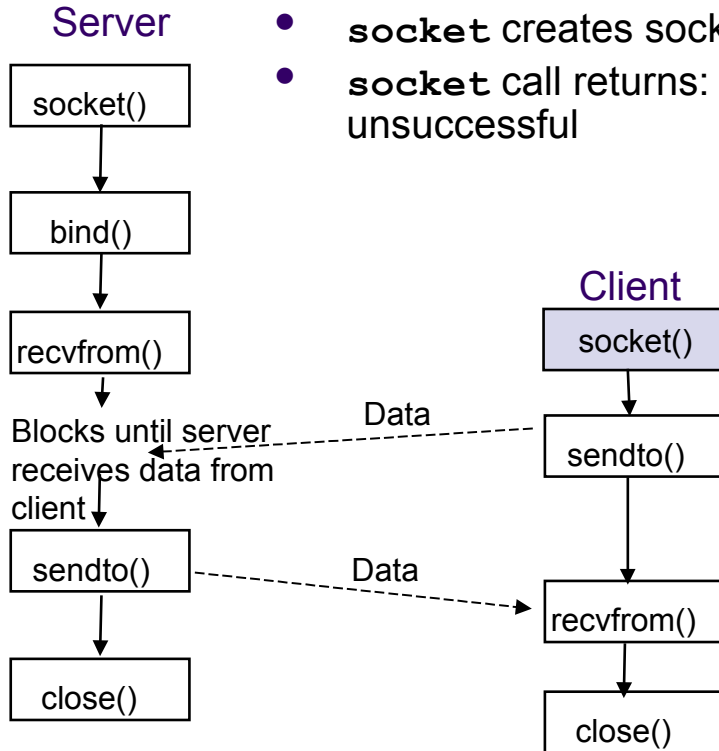 Server
• socket creates
• socket call returns:
unsuccessful
socket()
bind()
recvfrom()
Blocks until server
receives data from
client
sendto()
close()
Data
Data
Client
socket()
sendto()
recvfrom()
close()